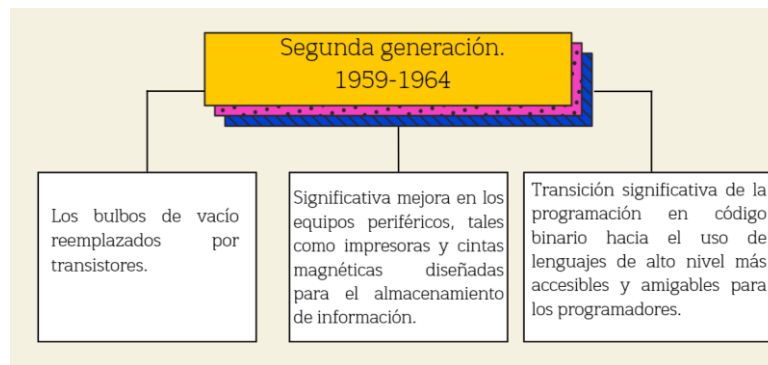 Segunda generación.
1959-1964
Los bulbos de vacío
reemplazados por
transistores.
Significativa mejora en los
equipos periféricos, tales
como impresoras y cintas
magnéticas diseñadas
para el almacenamiento
de información.
Transición significativa de la
programación en código
binario hacia el uso de
lenguajes de alto nivel más
accesibles y amigables para
los programadores.